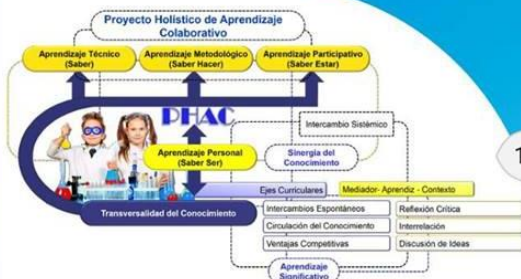 Proyecto Holístico de Aprendizaje
Colaborativo
Aprendizaje Técnico
(Saber)
Aprendizaje Metodológico
(Saber Hacer)
Aprendizaje Participativo
(Saber Estar)
PHAC
Intercambio Sistémico
Aprendizaje Personal
(Saber Ser)
Sinergia del
Conocimiento
1
Ejes Curriculares
Mediador- Aprendiz - Contexto
Transversalidad del Conocimiento
Intercambios Espontáneos
Reflexión Crítica
Circulación del Conocimiento
Interrelación
Ventajas Competitivas
Discusión de Ideas
Aprendizaje
Significativo